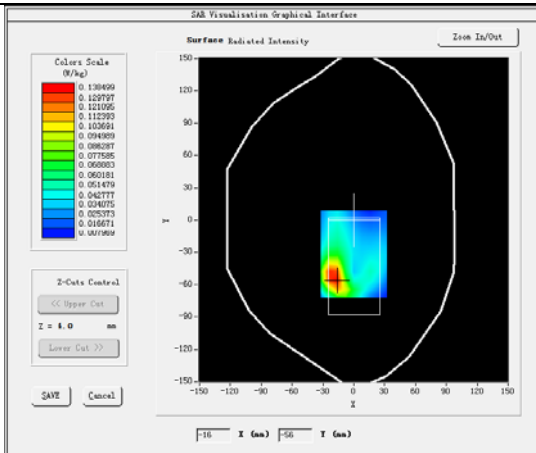 SAR Visualisation Graphical Interface
Surface Radiated Intensity
Zoom In/Out
Colors Scale
(W/kg)
0.138499
0.129797
0.121095
0.112393
0.103691
0.094989
0.086287
0.077585
0.068883
0.060181
0.051479
0.042777
0.034075
0.025373
0.016671
0.007969
150
120
90
60
30
0
-30
-60
-90
-120
-150
Y
-150 -120 -90 -60 -30 0 30 60 90 120 150
X
Z-Cuts Control
<< Upper Cut
Z = 4.0 mm
Lower Cut >>
SAVE Cancel
-16 X (mm) -56 Y (mm)